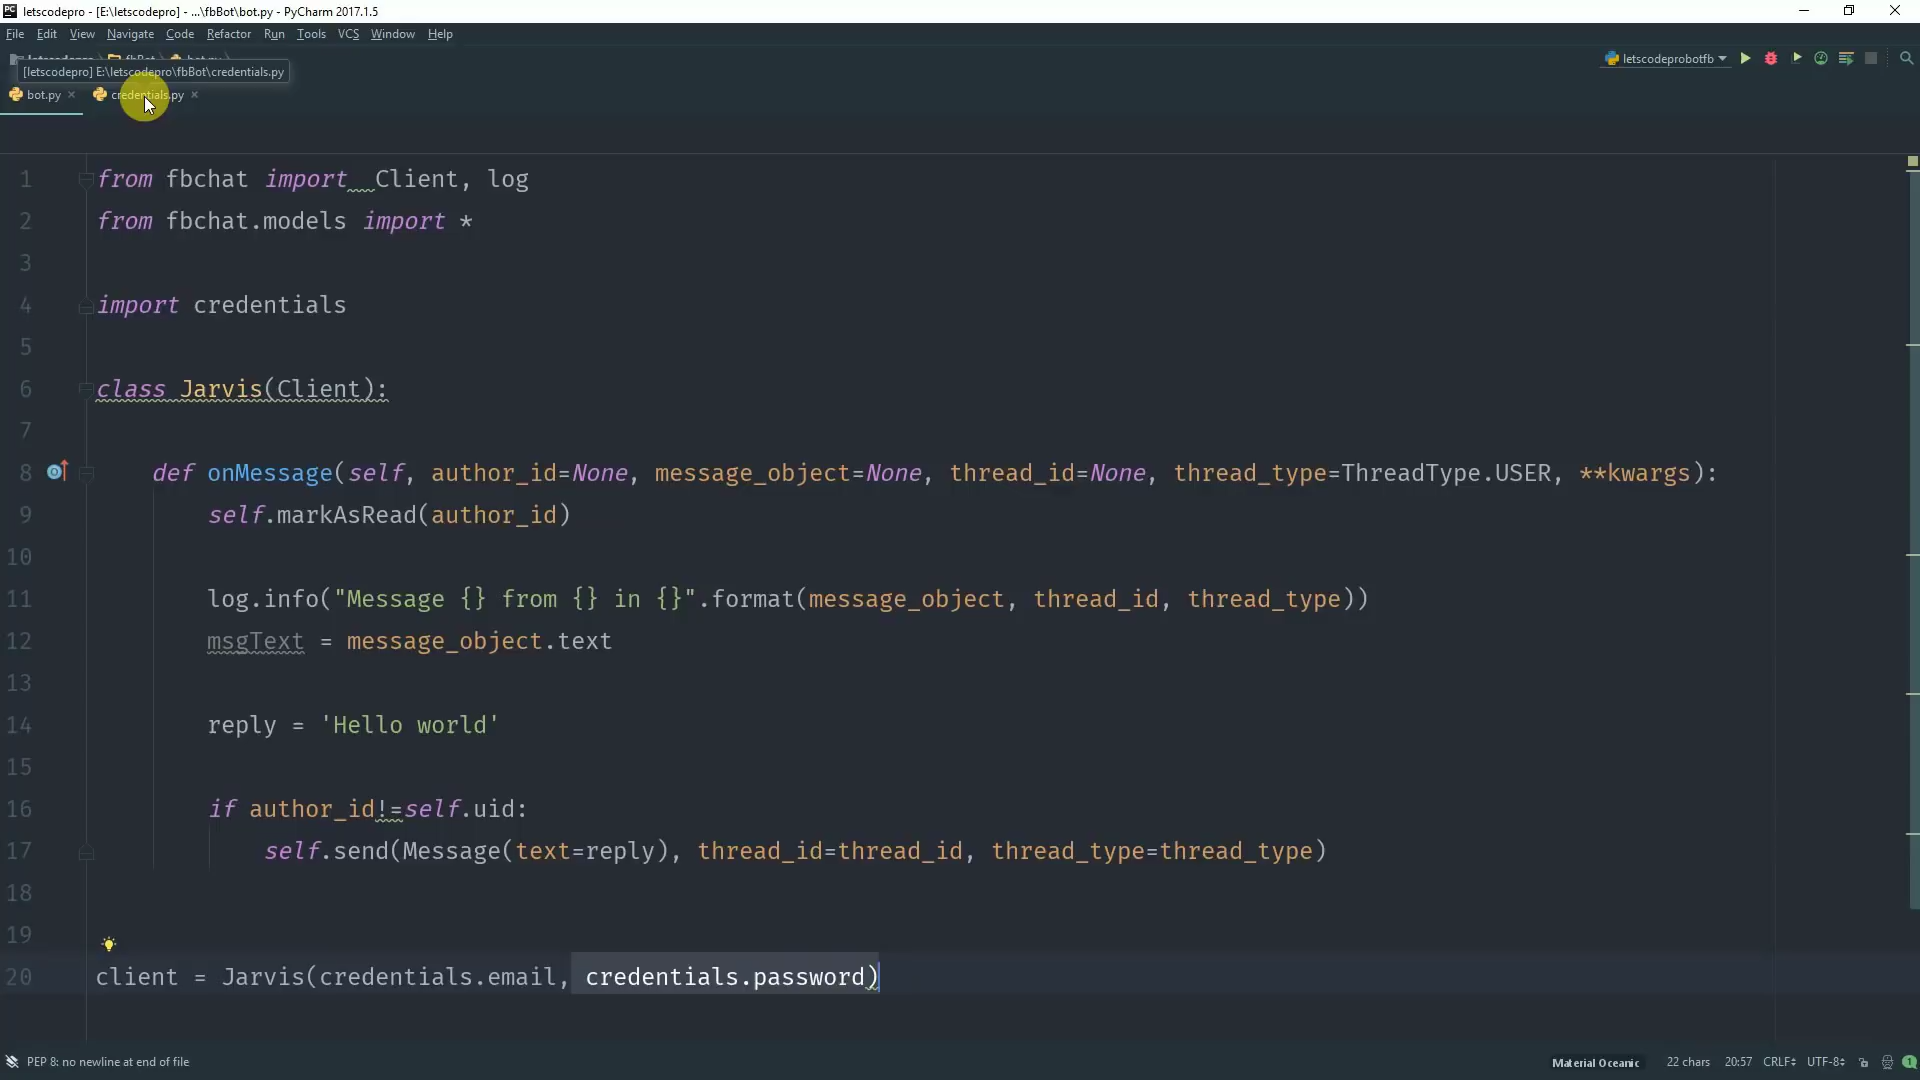 letscodepro - [E:\letscodepro] - ...\fbBot\bot.py - PyCharm 2017.1.5
File Edit View Navigate Code Refactor Run Tools VCS Window Help
letscodepro fbBot bot.py letscodeprobotfb
[letscodepro] E:\letscodepro\fbBot\credentials.py
bot.py credentials.py
1 from fbchat import  Client, log
2 from fbchat.models import *
3
4 import credentials
5
6 class Jarvis(Client):
7
8 def onMessage(self, author_id=None, message_object=None, thread_id=None, thread_type=ThreadType.USER, **kwargs):
9 self.markAsRead(author_id)
10
11 log.info("Message {} from {} in {}".format(message_object, thread_id, thread_type))
12 msgText = message_object.text
13
14 reply = 'Hello world'
15
16 if author_id!=self.uid:
17 self.send(Message(text=reply), thread_id=thread_id, thread_type=thread_type)
18
19
20 client = Jarvis(credentials.email, credentials.password)
PEP 8: no newline at end of file Material Oceanic 22 chars 20:57 CRLF UTF-8 1